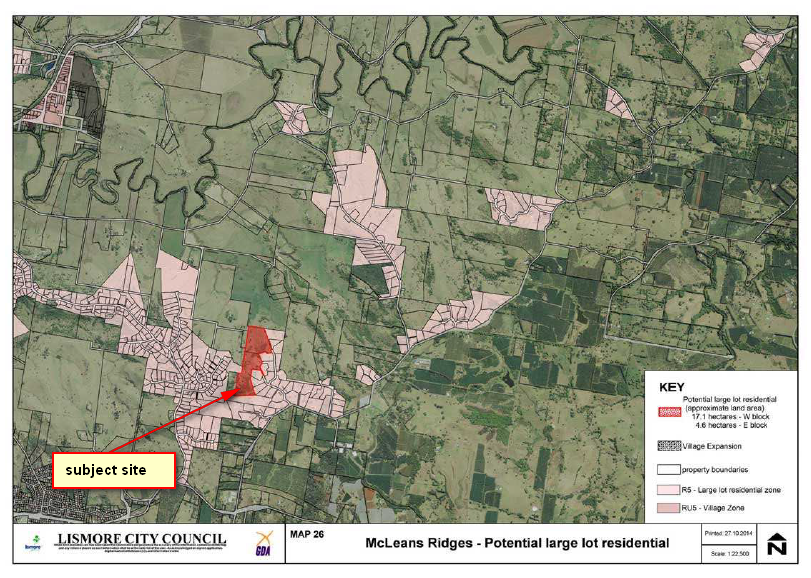 subject site
KEY
Potential large lot residential
(approximate land area)
17.1 hectares - W block
4.6 hectares - E block
Village Expansion
property boundaries
R5 - Large lot residential zone
RU5 - Village Zone
lismore
LISMORE CITY COUNCIL
GDA
MAP 26
McLeans Ridges - Potential large lot residential
Printed: 27.10.2014
Scale: 1:22,500
N